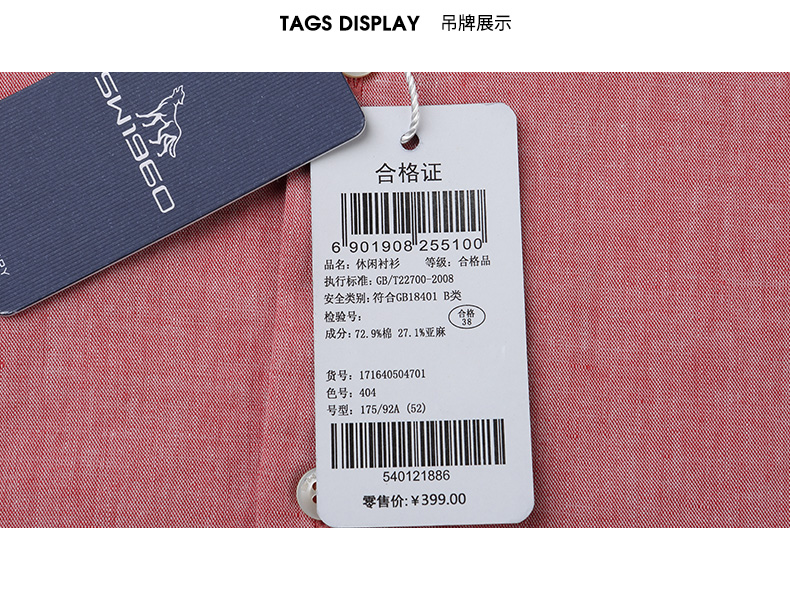 TAGS DISPLAY 吊牌展示
SW1960
合格证
6 901908 255100
品名：休闲衬衫 等级：合格品
执行标准：GB/T22700-2008
安全类别：符合GB18401 B类
检验号：
合格
38
成分：72.9%棉 27.1%亚麻
货号：171640504701
色号：404
号型：175/92A (52)
540121886
零售价：¥399.00